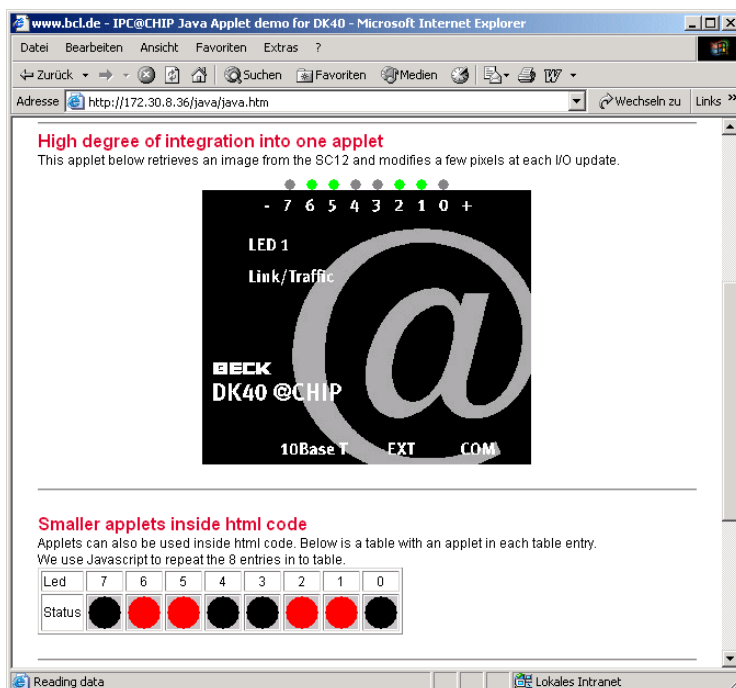 www.bcl.de - IPC@CHIP Java Applet demo for DK40 - Microsoft Internet Explorer
Datei Bearbeiten Ansicht Favoriten Extras ?
Zurück Suchen Favoriten Medien
Adresse http://172.30.8.36/java/java.htm Wechseln zu Links »
High degree of integration into one applet
This applet below retrieves an image from the SC12 and modifies a few pixels at each I/O update.
- 7 6 5 4 3 2 1 0 +
LED 1
Link/Traffic
@
BECK
DK40 @CHIP
10Base T EXT COM
Smaller applets inside html code
Applets can also be used inside html code. Below is a table with an applet in each table entry.
We use Javascript to repeat the 8 entries in to table.
Led 7 6 5 4 3 2 1 0
Status
Reading data Lokales Intranet